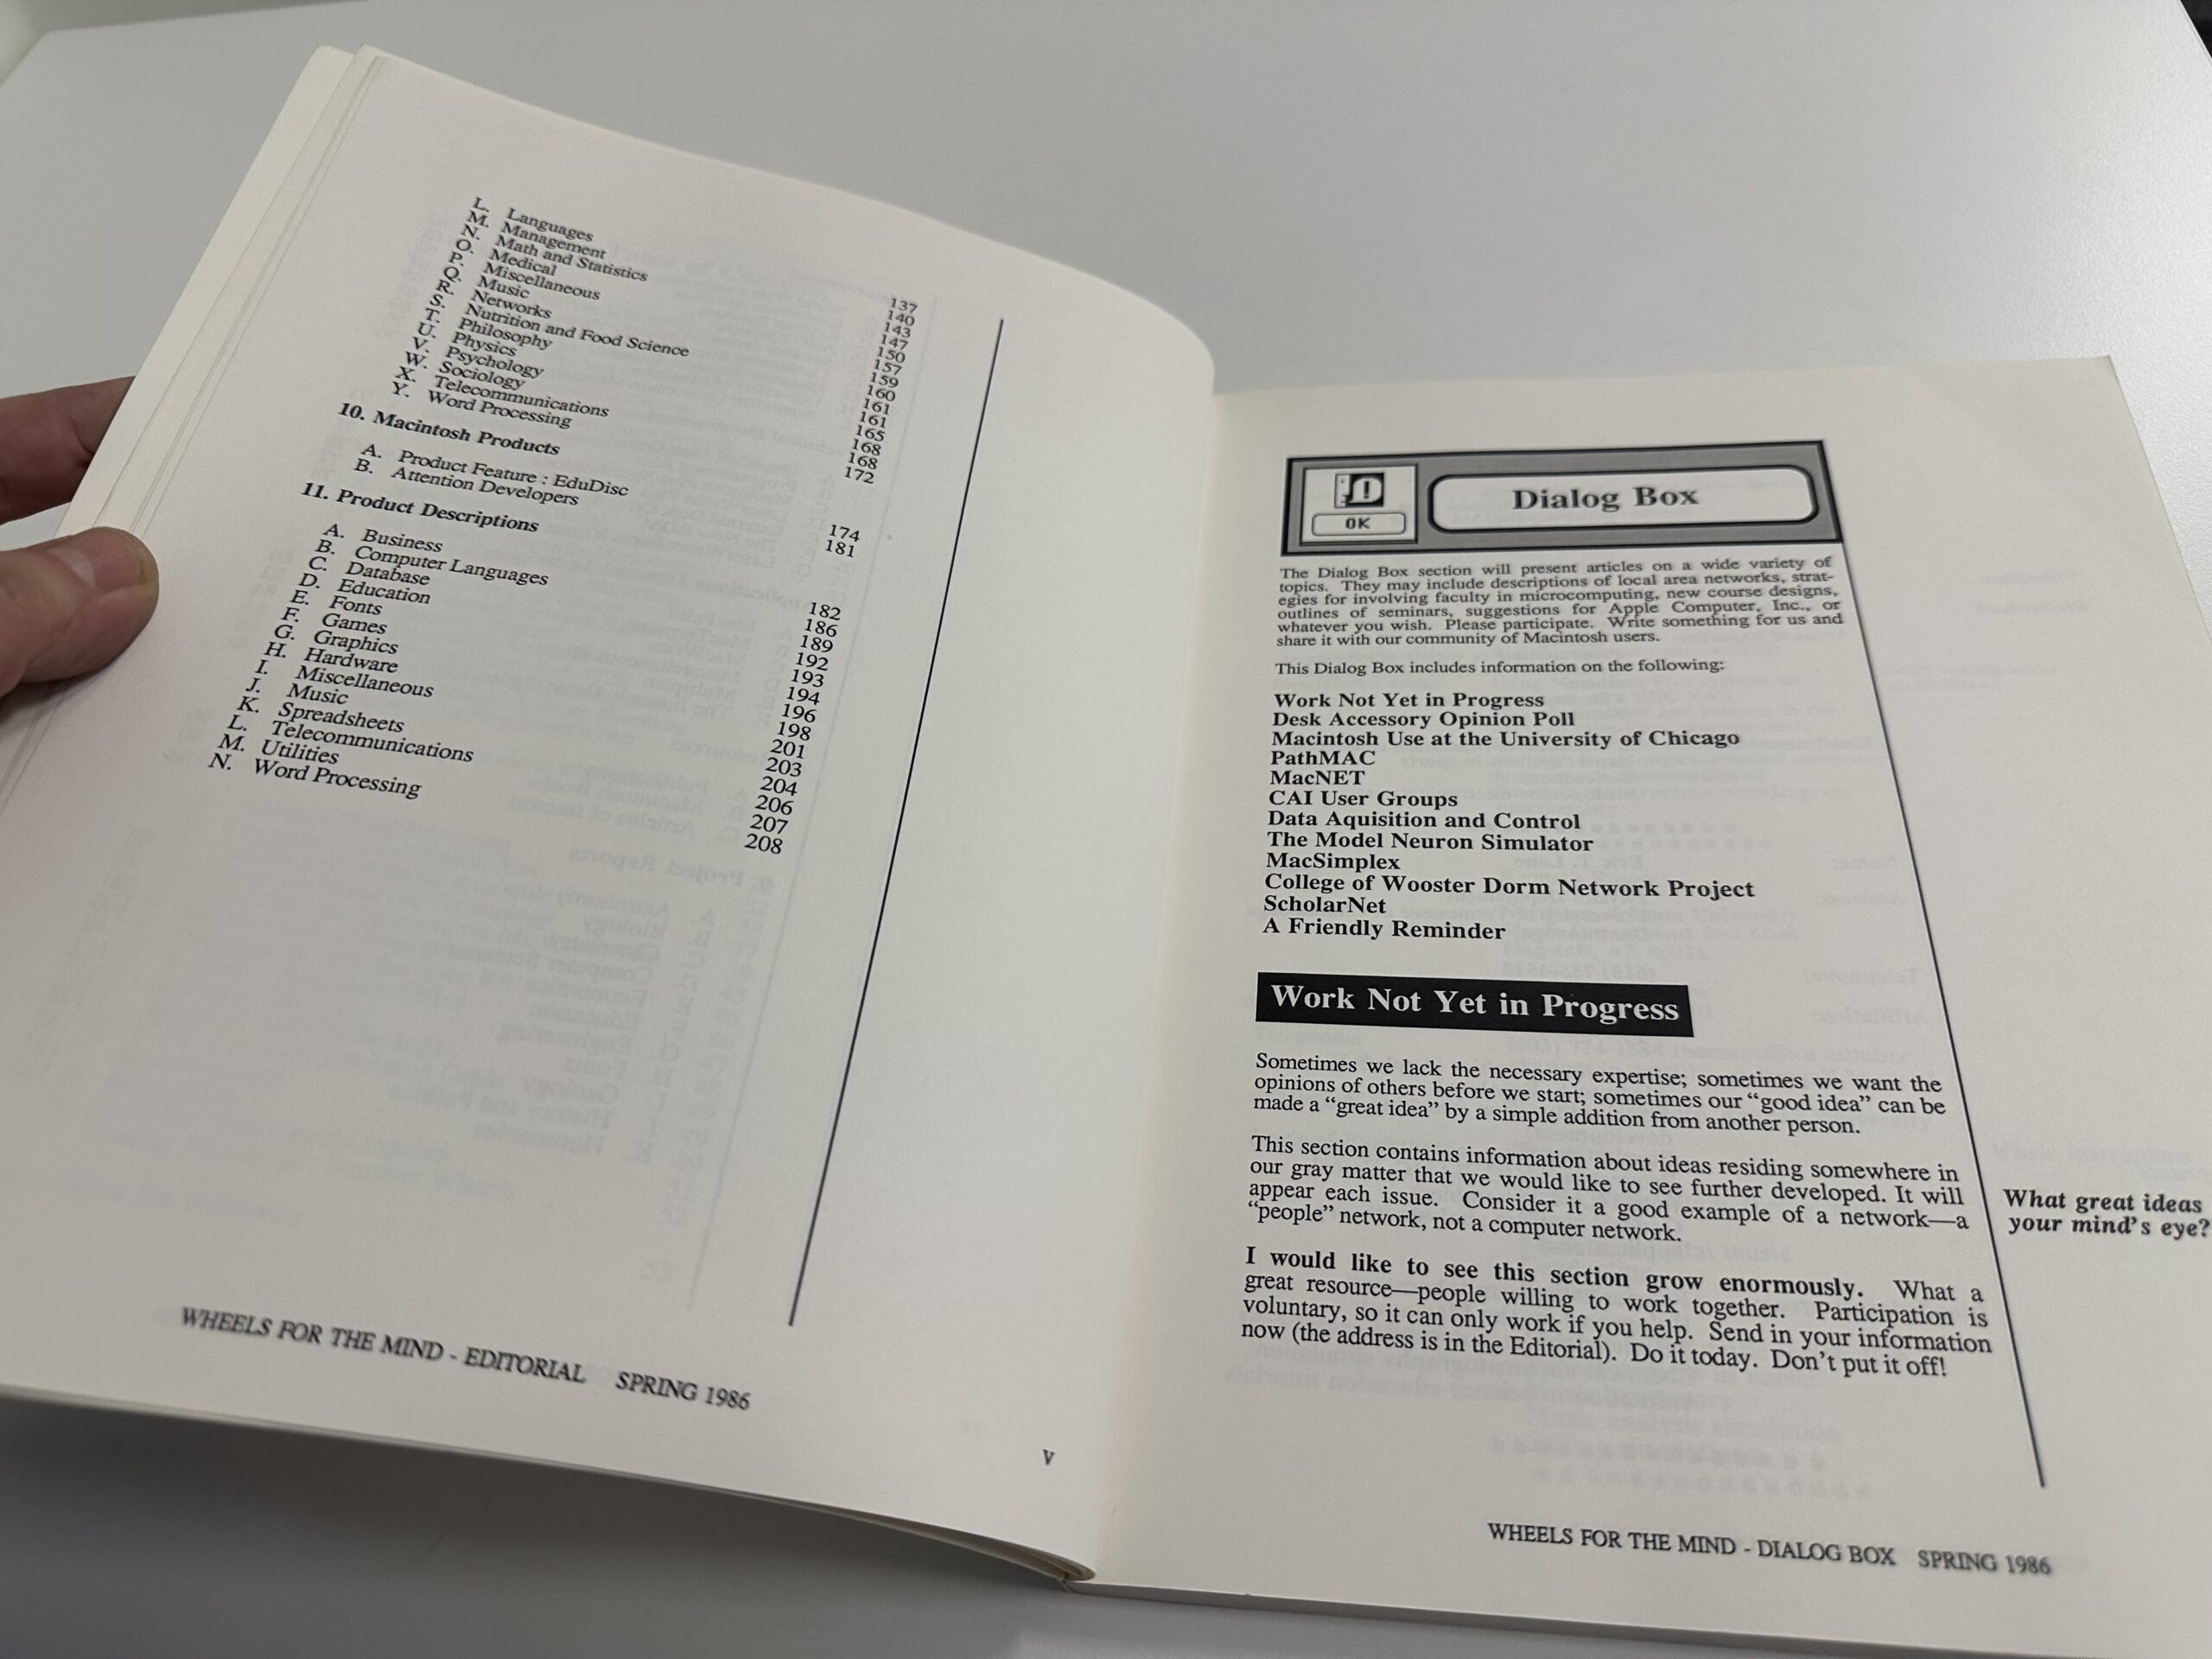 L. Languages 137
M. Management 140
N. Math and Statistics 143
O. Medical 147
P. Miscellaneous 150
Q. Music 157
R. Networks 159
S. Nutrition and Food Science 160
T. Philosophy 161
U. Physics 161
V. Psychology 165
W. Sociology 168
X. Telecommunications 168
Y. Word Processing 172
10. Macintosh Products
A. Product Feature : EduDisc 174
B. Attention Developers 181
11. Product Descriptions
A. Business 182
B. Computer Languages 186
C. Database 189
D. Education 192
E. Fonts 193
F. Games 194
G. Graphics 196
H. Hardware 198
I. Miscellaneous 201
J. Music 203
K. Spreadsheets 204
L. Telecommunications 206
M. Utilities 207
N. Word Processing 208
WHEELS FOR THE MIND - EDITORIAL SPRING 1986
v
!
OK
Dialog Box
The Dialog Box section will present articles on a wide variety of
topics. They may include descriptions of local area networks, strat-
egies for involving faculty in microcomputing, new course designs,
outlines of seminars, suggestions for Apple Computer, Inc., or
whatever you wish. Please participate. Write something for us and
share it with our community of Macintosh users.
This Dialog Box includes information on the following:
Work Not Yet in Progress
Desk Accessory Opinion Poll
Macintosh Use at the University of Chicago
PathMAC
MacNET
CAI User Groups
Data Aquisition and Control
The Model Neuron Simulator
MacSimplex
College of Wooster Dorm Network Project
ScholarNet
A Friendly Reminder
Work Not Yet in Progress
Sometimes we lack the necessary expertise; sometimes we want the
opinions of others before we start; sometimes our “good idea” can be
made a “great idea” by a simple addition from another person.
This section contains information about ideas residing somewhere in
our gray matter that we would like to see further developed. It will
appear each issue. Consider it a good example of a network—a
“people” network, not a computer network.
What great ideas
your mind's eye?
I would like to see this section grow enormously. What a
great resource—people willing to work together. Participation is
voluntary, so it can only work if you help. Send in your information
now (the address is in the Editorial). Do it today. Don't put it off!
WHEELS FOR THE MIND - DIALOG BOX SPRING 1986